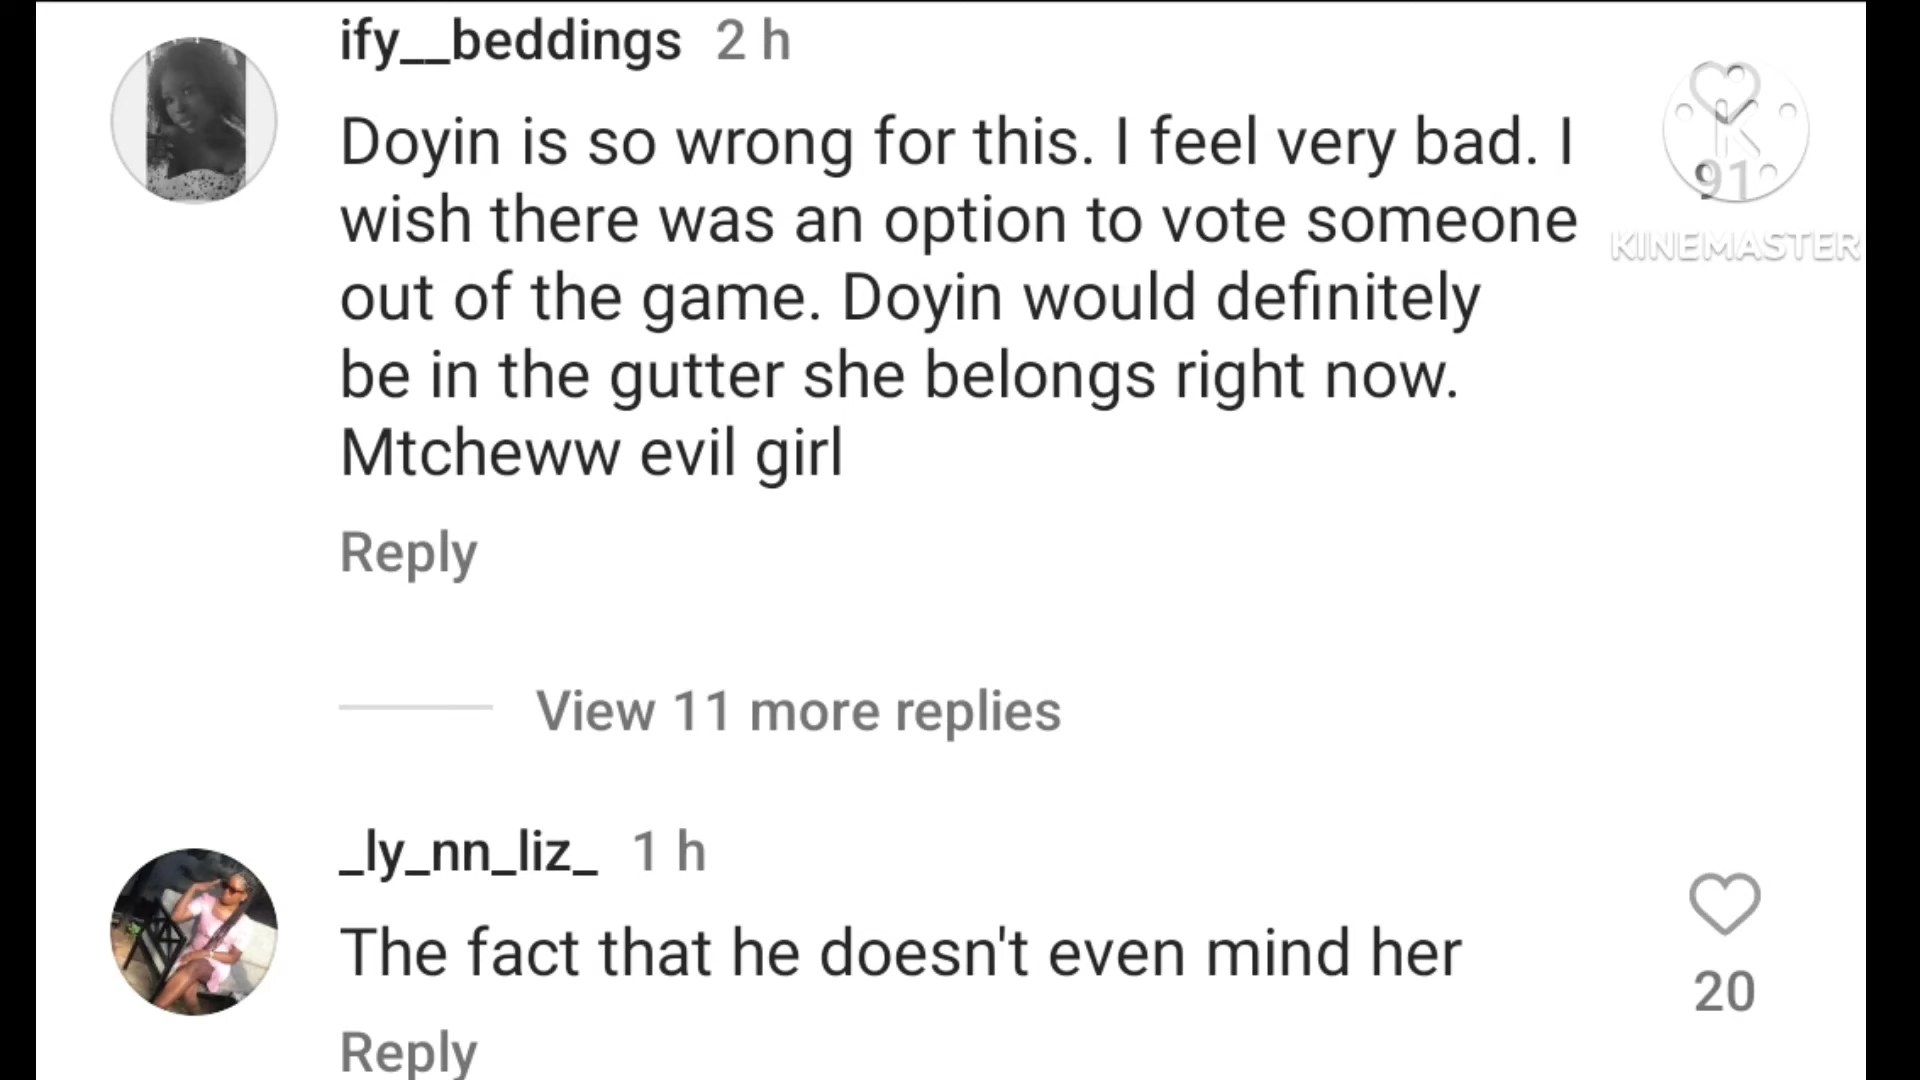 ify__beddings 2 h
Doyin is so wrong for this. I feel very bad. I
wish there was an option to vote someone
out of the game. Doyin would definitely
be in the gutter she belongs right now.
Mtcheww evil girl
91
KINEMASTER
Reply
View 11 more replies
_ly_nn_liz_ 1 h
The fact that he doesn't even mind her
20
Reply